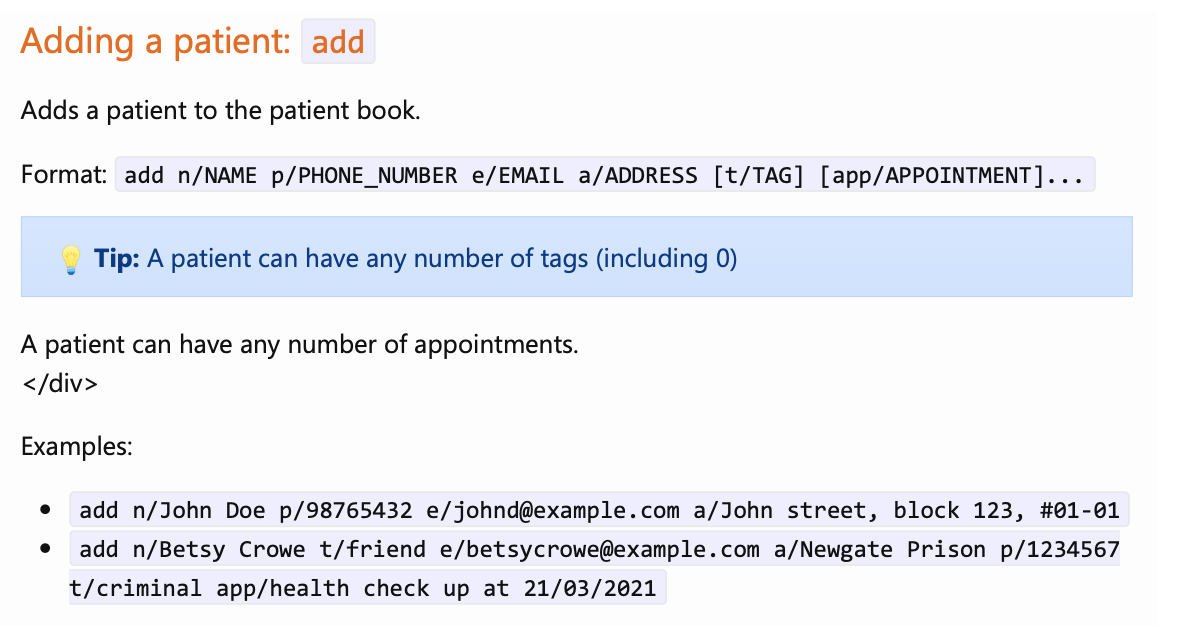 Adding a patient: add
Adds a patient to the patient book.
Format: add n/NAME p/PHONE_NUMBER e/EMAIL a/ADDRESS [t/TAG] [app/APPOINTMENT]...
Tip: A patient can have any number of tags (including 0)
A patient can have any number of appointments.
</div>
Examples:
• add n/John Doe p/98765432 e/johnd@example.com a/John street, block 123, #01-01
• add n/Betsy Crowe t/friend e/betsycrowe@example.com a/Newgate Prison p/1234567
t/criminal app/health check up at 21/03/2021